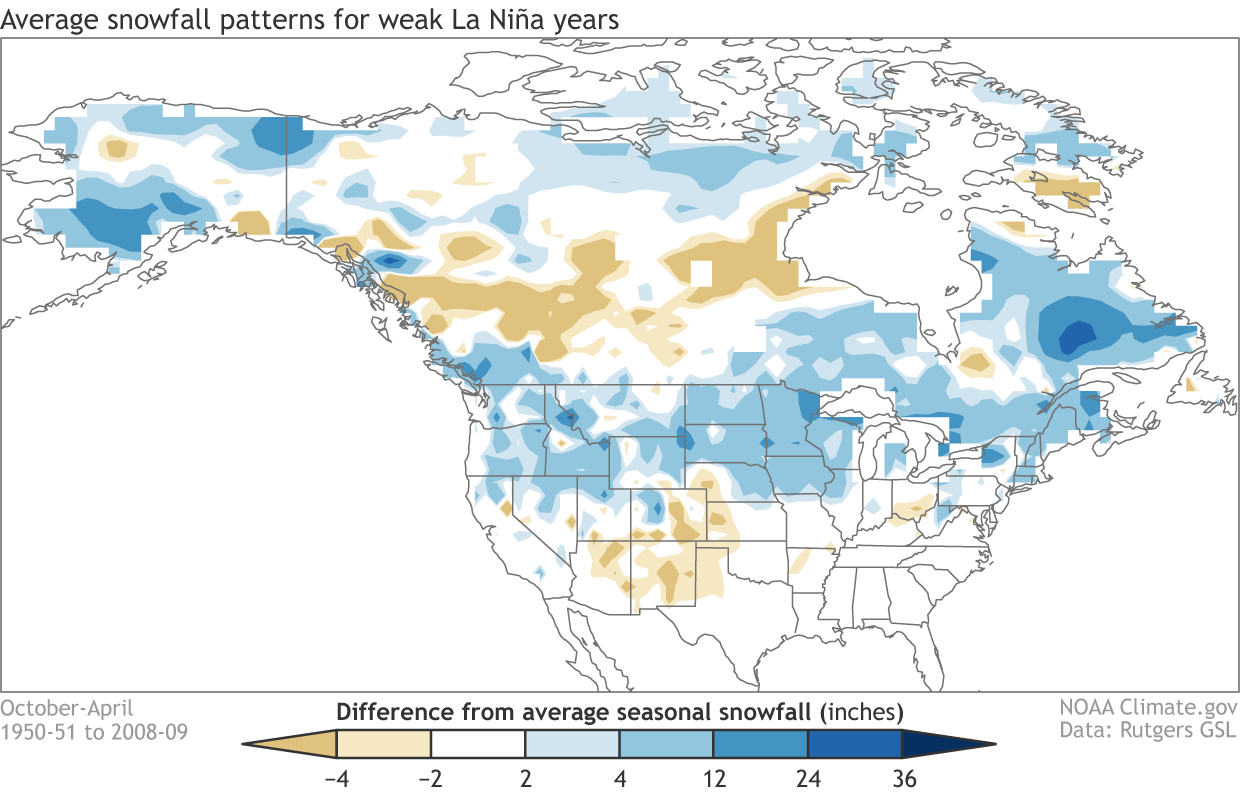 Average snowfall patterns for weak La Niña years
October-April
1950-51 to 2008-09
Difference from average seasonal snowfall (inches)
NOAA Climate.gov
Data: Rutgers GSL
−4 −2 2 4 12 24 36